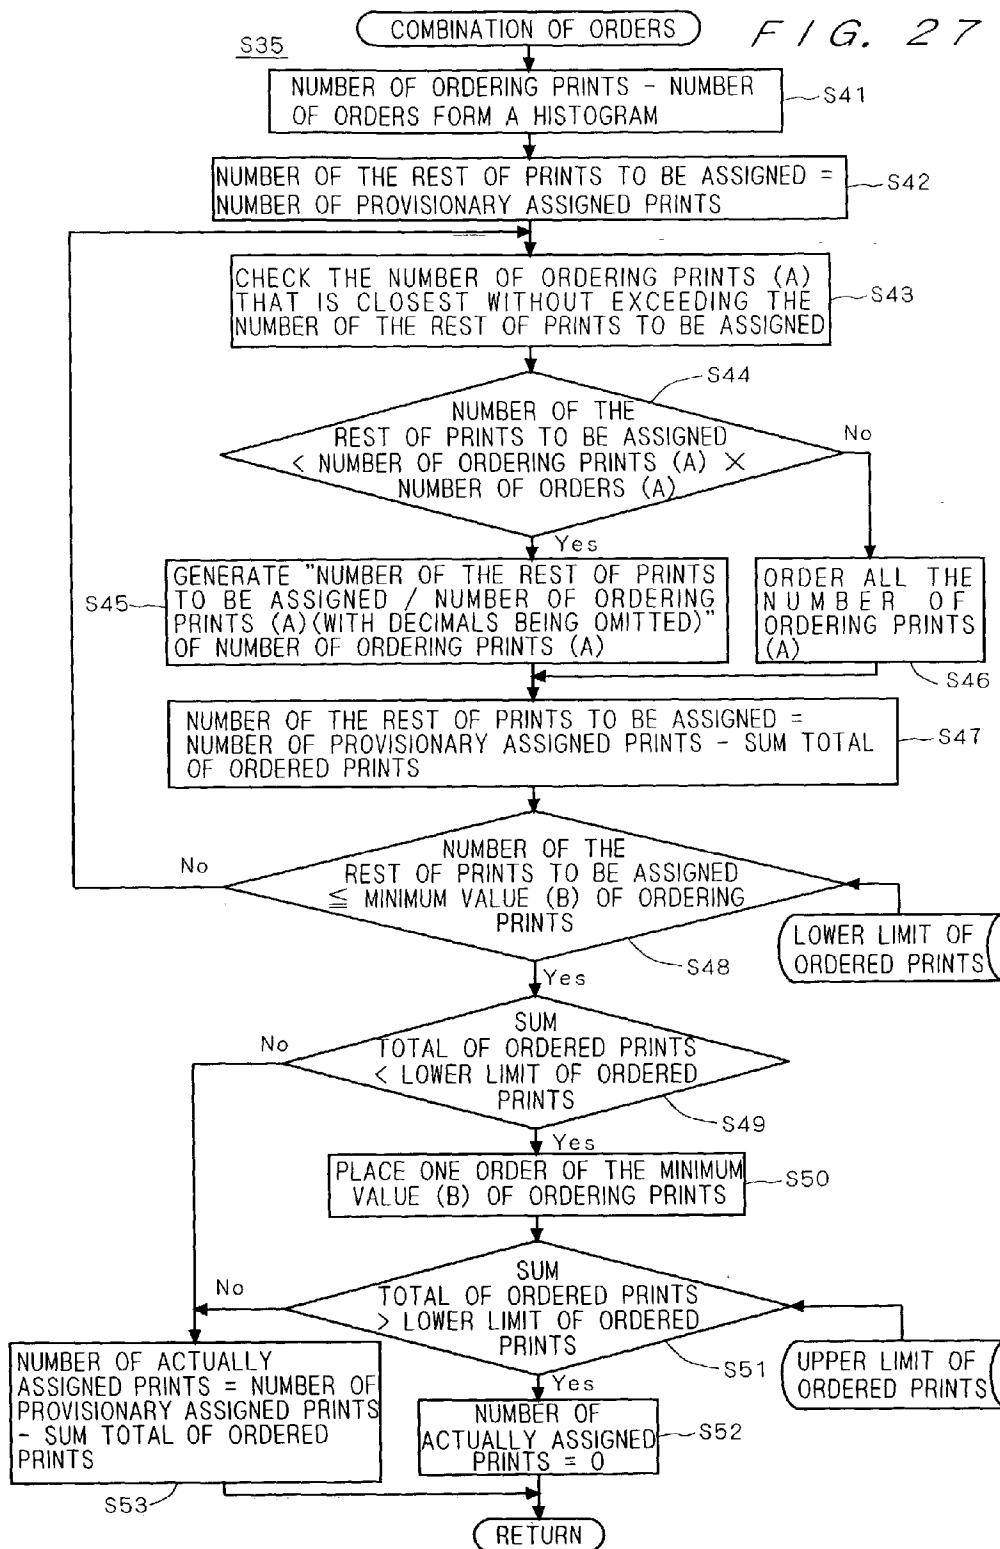 COMBINATION OF ORDERS
FIG. 27
S35
NUMBER OF ORDERING PRINTS - NUMBER
OF ORDERS FORM A HISTOGRAM
S41
NUMBER OF THE REST OF PRINTS TO BE ASSIGNED =
NUMBER OF PROVISIONARY ASSIGNED PRINTS
S42
CHECK THE NUMBER OF ORDERING PRINTS (A)
THAT IS CLOSEST WITHOUT EXCEEDING THE
NUMBER OF THE REST OF PRINTS TO BE ASSIGNED
S43
S44
NUMBER OF THE
REST OF PRINTS TO BE ASSIGNED
< NUMBER OF ORDERING PRINTS (A) ×
NUMBER OF ORDERS (A)
No
Yes
S45
GENERATE "NUMBER OF THE REST OF PRINTS
TO BE ASSIGNED / NUMBER OF ORDERING
PRINTS (A)(WITH DECIMALS BEING OMITTED)"
OF NUMBER OF ORDERING PRINTS (A)
ORDER ALL THE
NUMBER OF
ORDERING PRINTS
(A)
S46
NUMBER OF THE REST OF PRINTS TO BE ASSIGNED =
NUMBER OF PROVISIONARY ASSIGNED PRINTS - SUM TOTAL
OF ORDERED PRINTS
S47
No
NUMBER OF THE
REST OF PRINTS TO BE ASSIGNED
≦ MINIMUM VALUE (B) OF ORDERING
PRINTS
S48
LOWER LIMIT OF
ORDERED PRINTS
Yes
No
SUM
TOTAL OF ORDERED PRINTS
< LOWER LIMIT OF ORDERED
PRINTS
S49
Yes
PLACE ONE ORDER OF THE MINIMUM
VALUE (B) OF ORDERING PRINTS
S50
No
SUM
TOTAL OF ORDERED PRINTS
> LOWER LIMIT OF ORDERED
PRINTS
S51
UPPER LIMIT OF
ORDERED PRINTS
Yes
NUMBER OF ACTUALLY
ASSIGNED PRINTS = NUMBER OF
PROVISIONARY ASSIGNED PRINTS
- SUM TOTAL OF ORDERED
PRINTS
S53
NUMBER OF
ACTUALLY ASSIGNED
PRINTS = 0
S52
RETURN